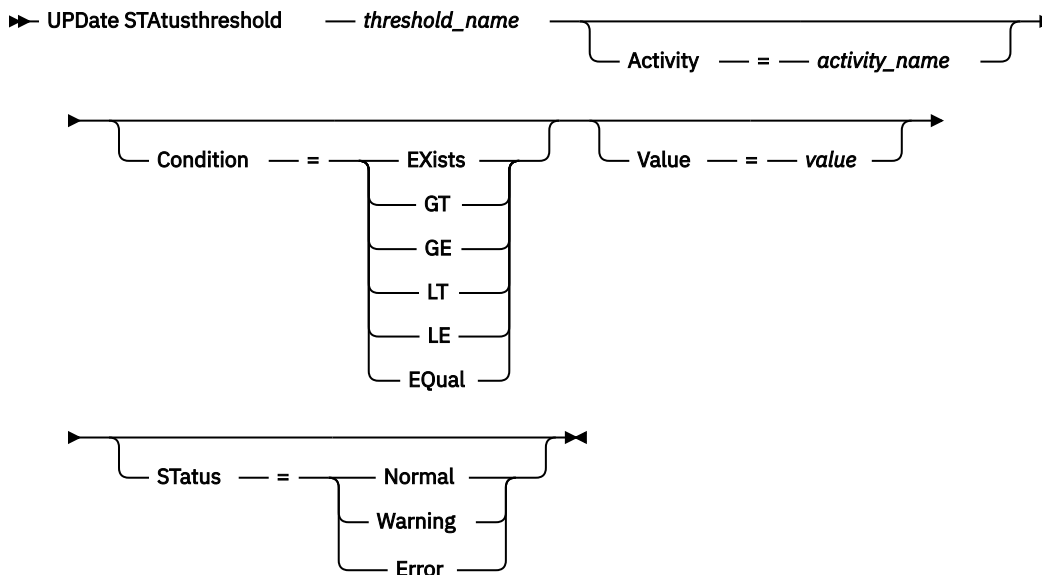 UPDate STAtusthreshold threshold_name
Activity = activity_name
Condition = EXists Value = value
GT
GE
LT
LE
EQual
STatus = Normal
Warning
Error